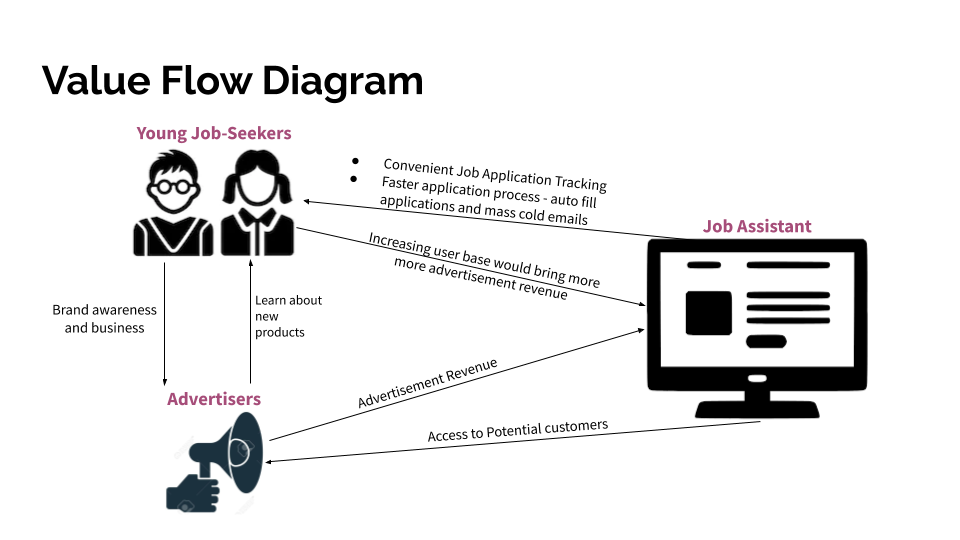 Value Flow Diagram
Young Job-Seekers
● Convenient Job Application Tracking
● Faster application process - auto fill
applications and mass cold emails
Job Assistant
Increasing user base would bring more
more advertisement revenue
Brand awareness
and business
Learn about
new
products
Advertisement Revenue
Advertisers
Access to Potential customers